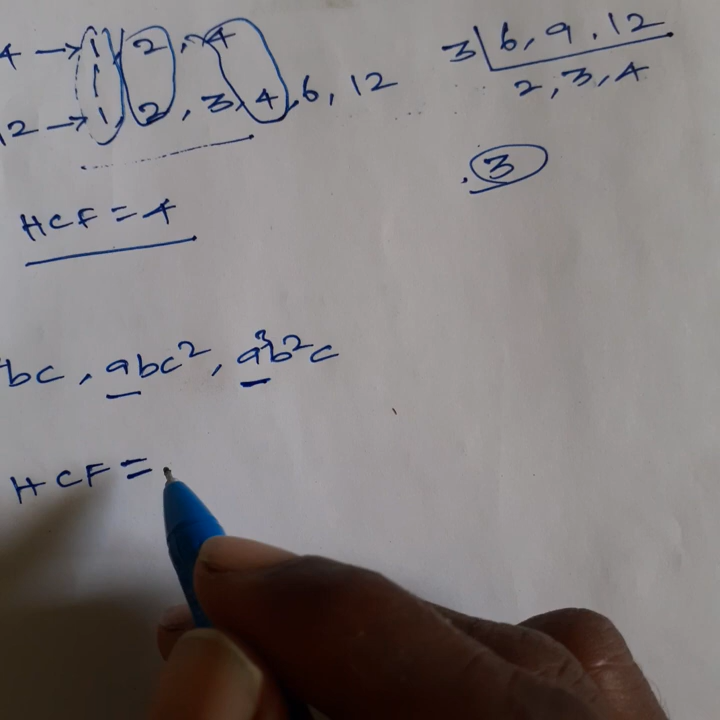 4 → 1, 2, 4
12 → 1, 2, 3, 4, 6, 12
HCF = 4
3 | 6, 9, 12
2, 3, 4
3
bc, abc², a³b²c
HCF =